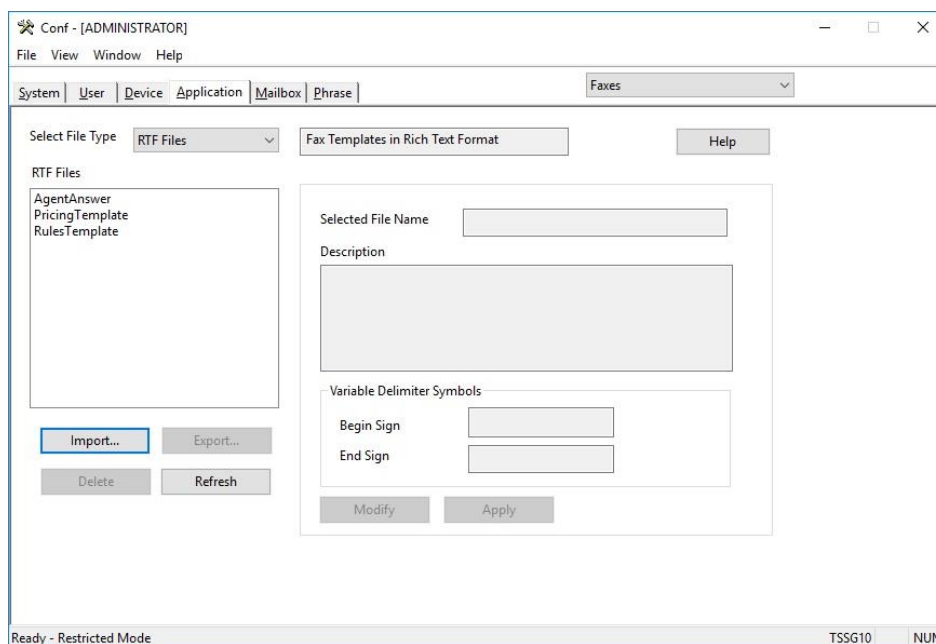 Conf - [ADMINISTRATOR]
File View Window Help
System User Device Application Mailbox Phrase Faxes
Select File Type RTF Files Fax Templates in Rich Text Format Help
RTF Files
AgentAnswer
PricingTemplate
RulesTemplate
Selected File Name
Description
Variable Delimiter Symbols
Begin Sign
End Sign
Import... Export...
Delete Refresh
Modify Apply
Ready - Restricted Mode TSSG10